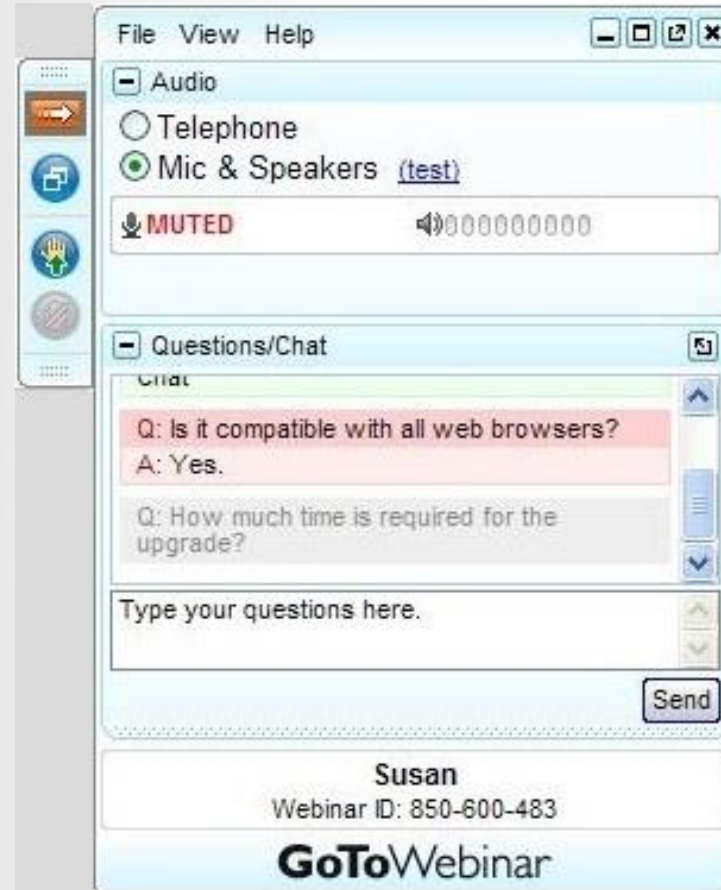 File View Help
Audio
Telephone
Mic & Speakers (test)
MUTED
Questions/Chat
Chat
Q: Is it compatible with all web browsers?
A: Yes.
Q: How much time is required for the
upgrade?
Type your questions here.
Send
Susan
Webinar ID: 850-600-483
GoToWebinar